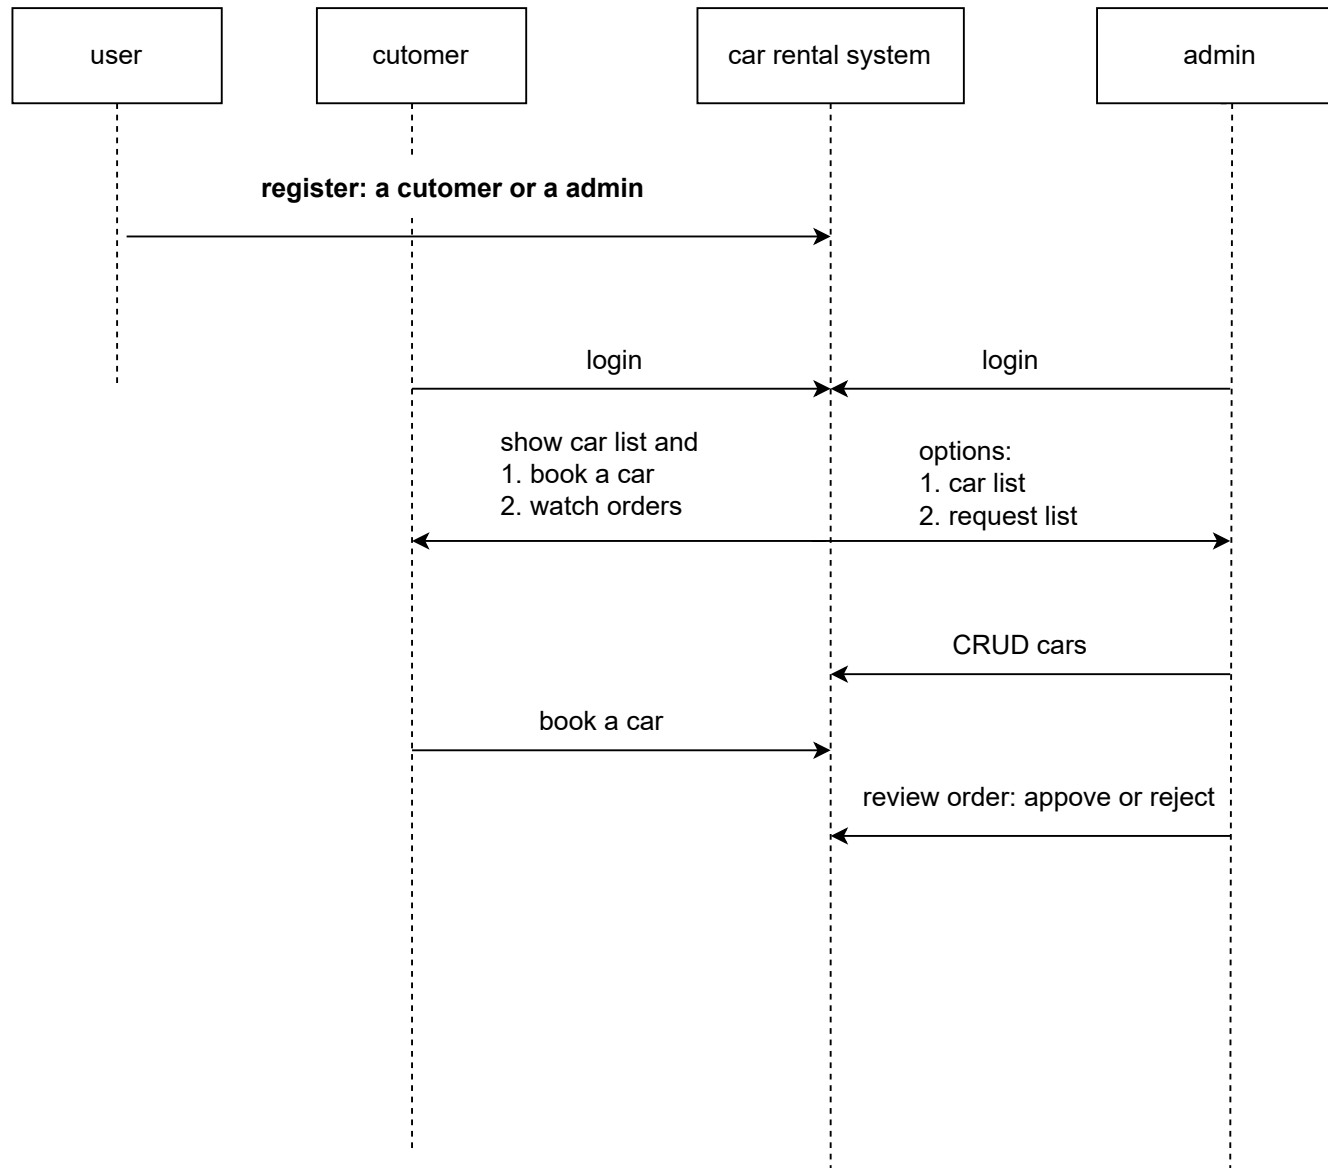 user
cutomer
car rental system
admin
register: a cutomer or a admin
login
login
show car list and
1. book a car
2. watch orders
options:
1. car list
2. request list
CRUD cars
book a car
review order: appove or reject